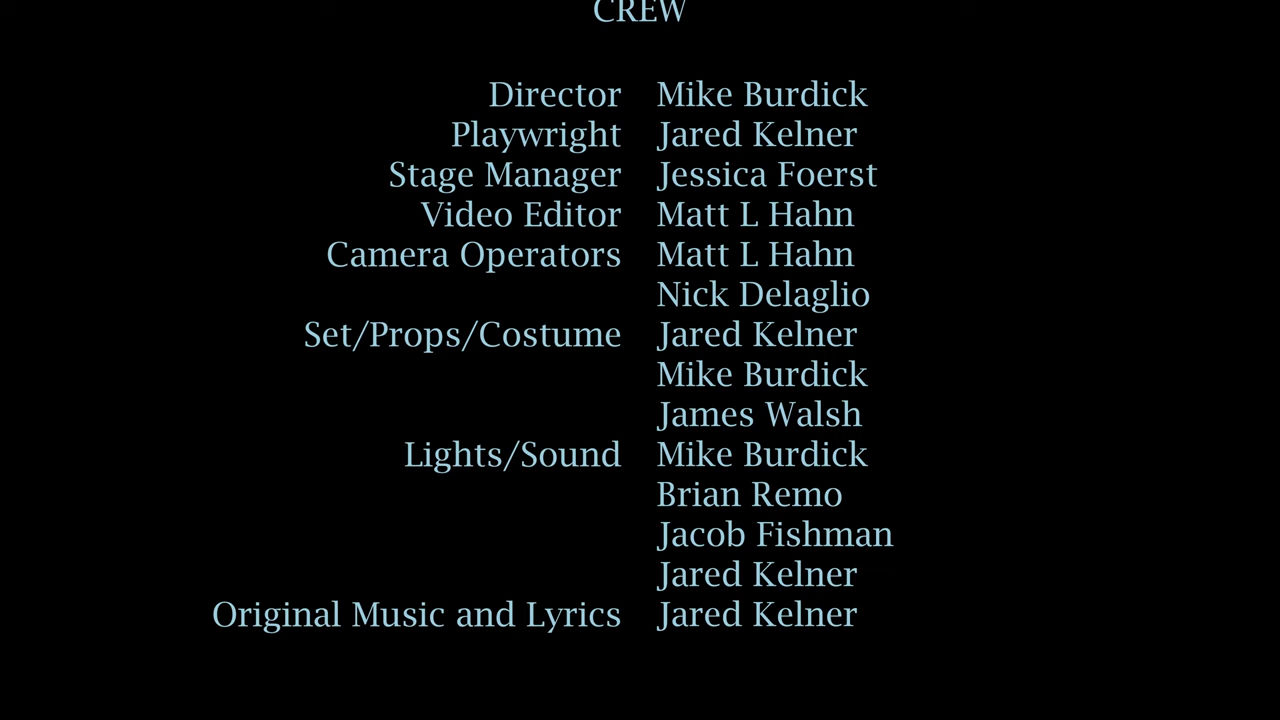 CREW
Director Mike Burdick
Playwright Jared Kelner
Stage Manager Jessica Foerst
Video Editor Matt L Hahn
Camera Operators Matt L Hahn
Nick Delaglio
Set/Props/Costume Jared Kelner
Mike Burdick
James Walsh
Lights/Sound Mike Burdick
Brian Remo
Jacob Fishman
Jared Kelner
Original Music and Lyrics Jared Kelner